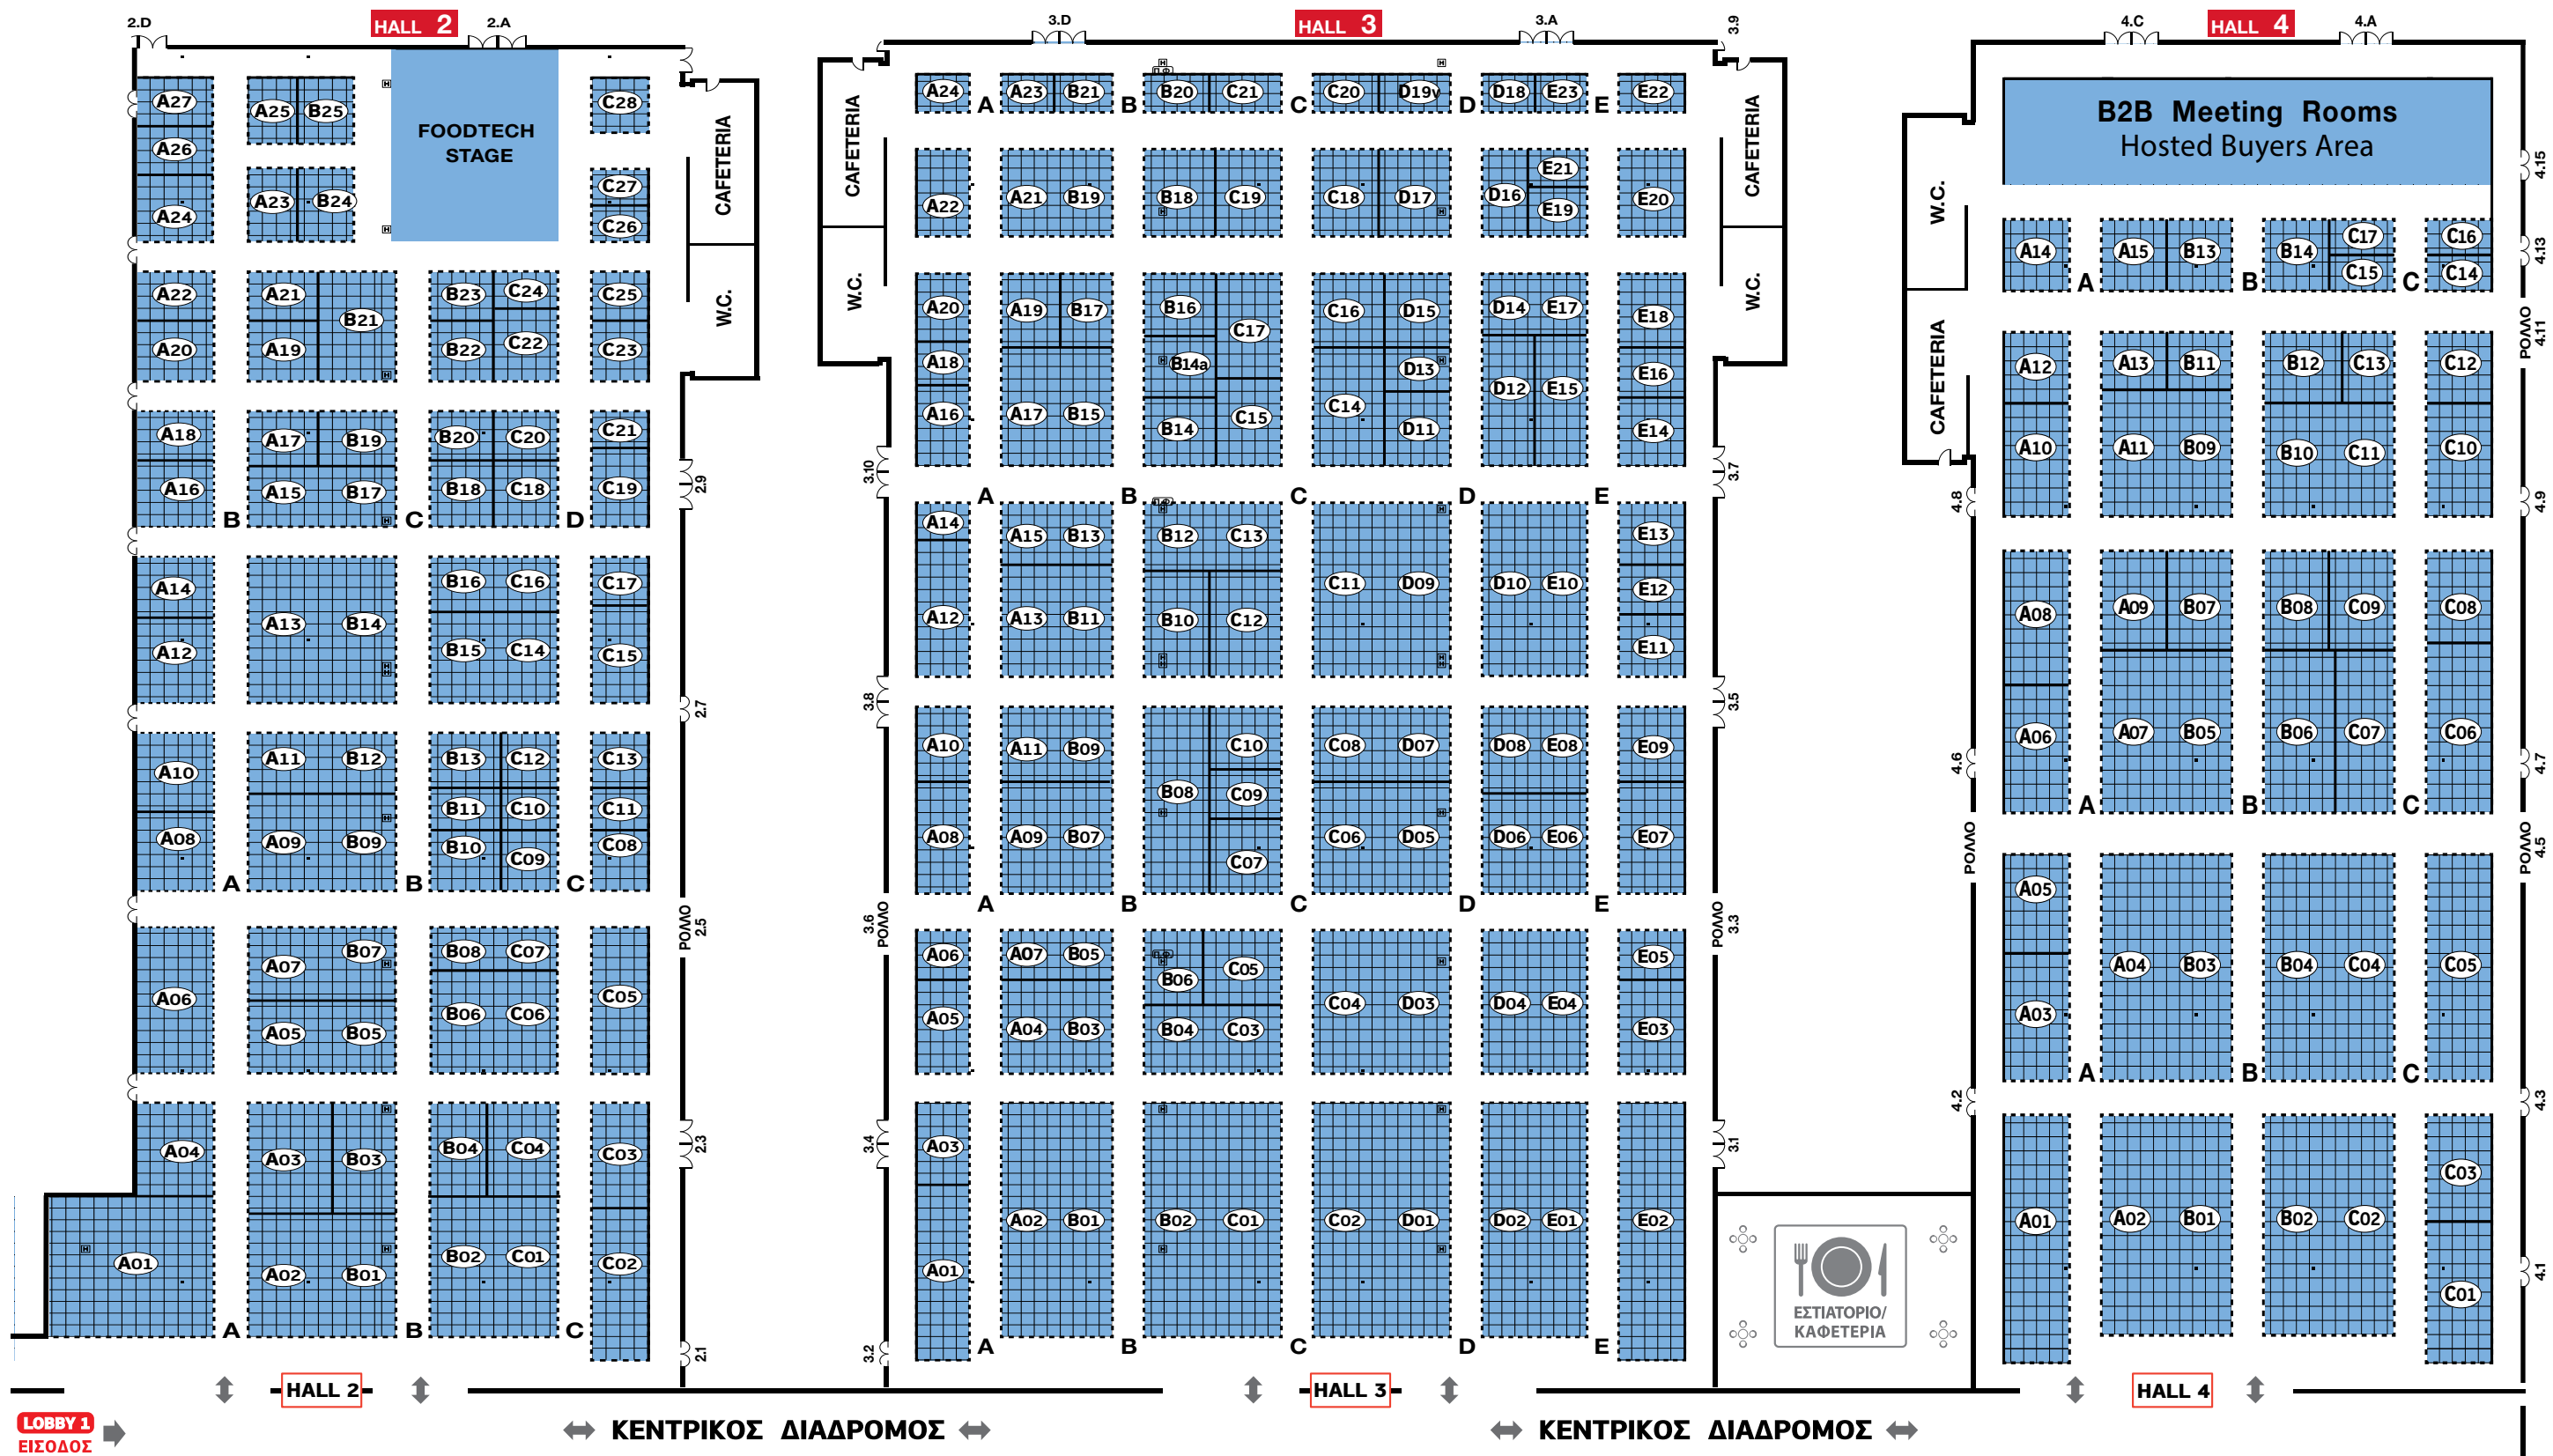 2.D
HALL 2
2.A
A27
A25
B25
FOODTECH
STAGE
C28
A26
A24
A23
B24
C27
C26
CAFETERIA
W.C.
A22
A21
B21
B23
C24
C25
A20
A19
B22
C22
C23
A18
A17
B19
B20
C20
C21
A16
A15
B17
B18
C18
C19
B
C
D
2.9
A14
A13
B14
B16
C16
C17
A12
B15
C14
C15
2.7
A10
A11
B12
B13
C12
C13
B11
C10
C11
A08
A09
B09
B10
C09
C08
A
B
C
ΡΟΛΛΟ
2.5
A06
A07
B07
B08
C07
C05
A05
B05
B06
C06
A04
A03
B03
B04
C04
C03
2.3
A01
A02
B01
B02
C01
C02
A
B
C
2.1
HALL 2
LOBBY 1
ΕΙΣΟΔΟΣ
3.D
HALL 3
3.A
3.9
CAFETERIA
W.C.
A24
A
A23
B21
B
B20
C21
C
C20
D19v
D
D18
E23
E
E22
CAFETERIA
W.C.
A22
A21
B19
B18
C19
C18
D17
D16
E21
E19
E20
A20
A19
B17
B16
C17
C16
D15
D14
E17
E18
A18
B14a
D13
D12
E15
E16
A16
A17
B15
B14
C15
C14
D11
E14
3.10
A
B
C
D
E
3.7
A14
A15
B13
B12
C13
C11
D09
D10
E10
E13
E12
A12
A13
B11
B10
C12
E11
3.8
3.5
A10
A11
B09
B08
C10
C08
D07
D08
E08
E09
C09
A08
A09
B07
C07
C06
D05
D06
E06
E07
A
B
C
D
E
3.6
ΡΟΛΛΟ
ΡΟΛΛΟ
3.3
A06
A07
B05
B06
C05
C04
D03
D04
E04
E05
A05
A04
B03
B04
C03
E03
3.4
3.1
A03
A02
B01
B02
C01
C02
D01
D02
E01
E02
A01
3.2
A
B
C
D
E
HALL 3
ΚΕΝΤΡΙΚΟΣ ΔΙΑΔΡΟΜΟΣ
ΕΣΤΙΑΤΟΡΙΟ/
ΚΑΦΕΤΕΡΙΑ
4.C
HALL 4
4.A
B2B Meeting Rooms
Hosted Buyers Area
4.15
W.C.
CAFETERIA
A14
A
A15
B13
B
B14
C17
C15
C
C16
C14
4.13
ΡΟΛΛΟ
4.11
A12
A13
B11
B12
C13
C12
A10
A11
B09
B10
C11
C10
4.8
4.9
A08
A09
B07
B08
C09
C08
A06
A07
B05
B06
C07
C06
4.6
4.7
A
B
C
ΡΟΛΛΟ
ΡΟΛΛΟ
4.5
A05
A04
B03
B04
C04
C05
A03
A
B
C
4.2
4.3
A01
A02
B01
B02
C02
C03
C01
4.1
HALL 4
ΚΕΝΤΡΙΚΟΣ ΔΙΑΔΡΟΜΟΣ